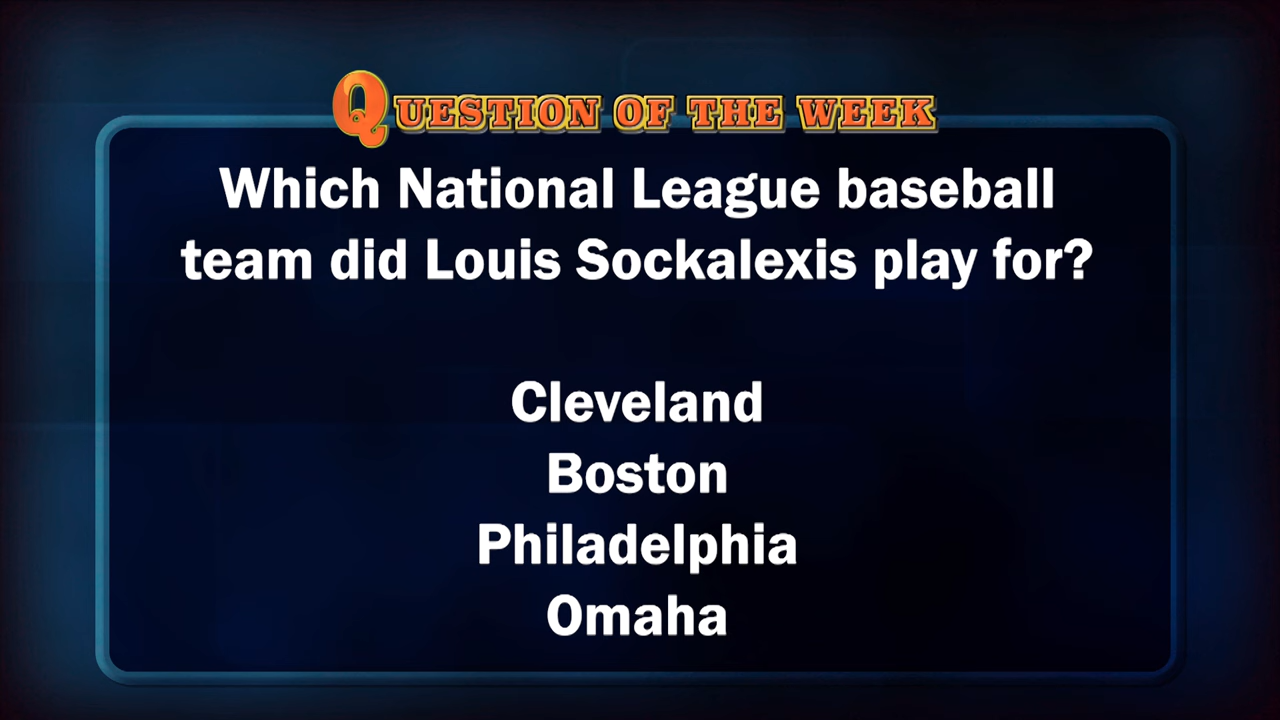 QUESTION OF THE WEEK
Which National League baseball
team did Louis Sockalexis play for?
Cleveland
Boston
Philadelphia
Omaha